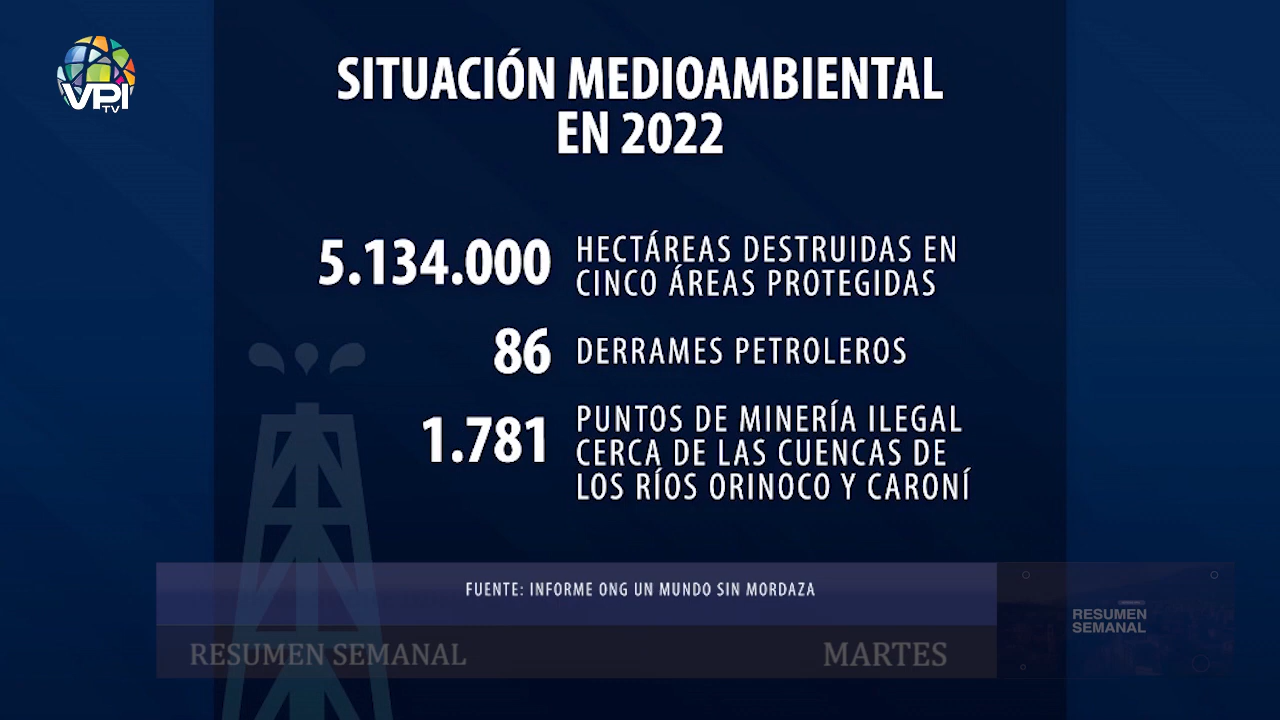 VPI
TV
SITUACIÓN MEDIOAMBIENTAL
EN 2022
5.134.000 HECTÁREAS DESTRUIDAS EN
CINCO ÁREAS PROTEGIDAS
86 DERRAMES PETROLEROS
1.781 PUNTOS DE MINERÍA ILEGAL
CERCA DE LAS CUENCAS DE
LOS RÍOS ORINOCO Y CARONÍ
FUENTE: INFORME ONG UN MUNDO SIN MORDAZA
RESUMEN SEMANAL MARTES
RESUMEN
SEMANAL